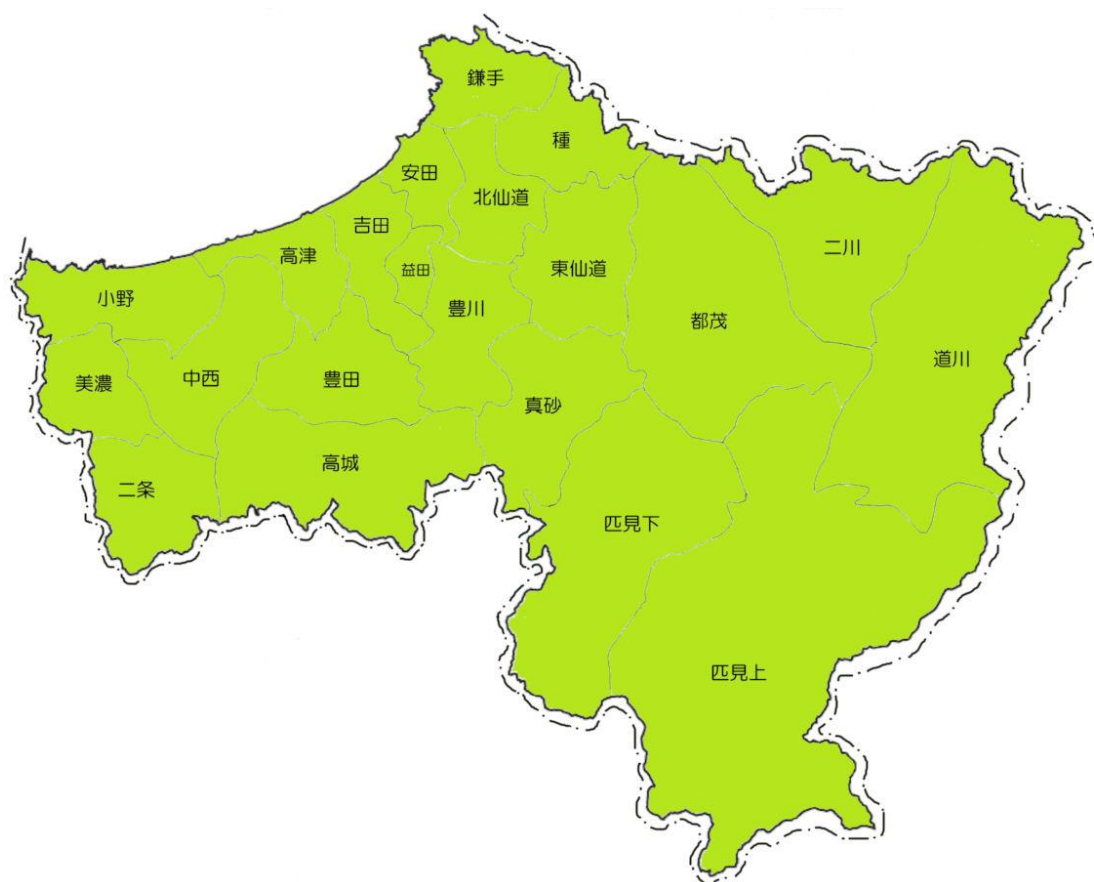 鎌手
種
安田
北仙道
吉田
二川
高津
益田
東仙道
小野
豊川
都茂
道川
美濃
中西
豊田
真砂
高城
二条
匹見下
匹見上